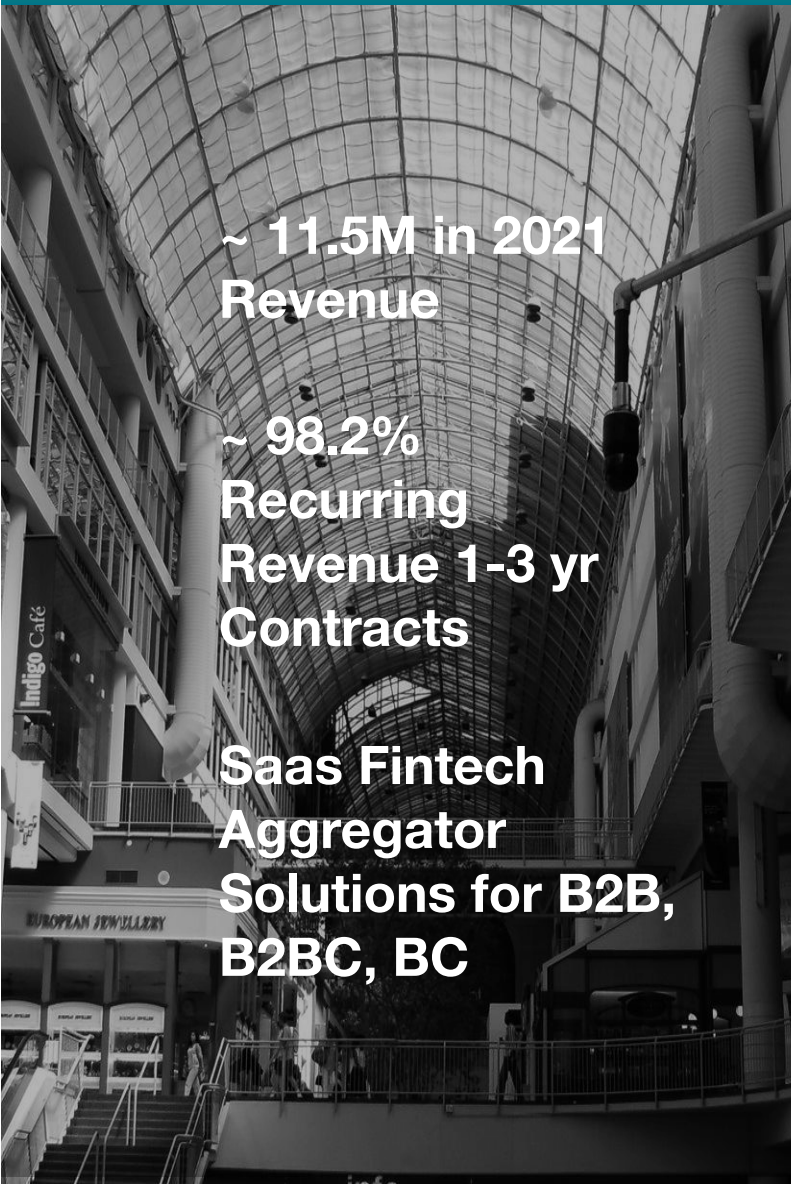 ~ 11.5M in 2021
Revenue
~ 98.2%
Recurring
Revenue 1-3 yr
Contracts
Saas Fintech
Aggregator
Solutions for B2B,
B2BC, BC
Indigo Café
EUROPEAN JEWELLERY
info